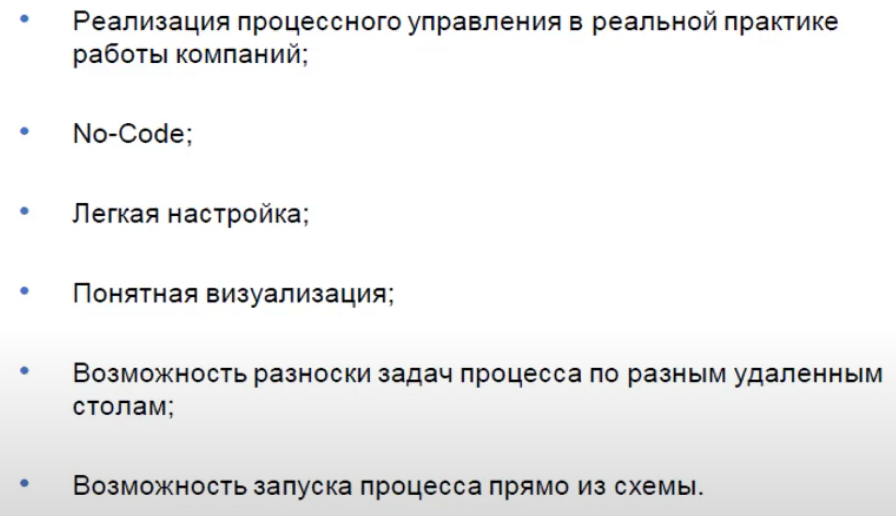 • Реализация процессного управления в реальной практике
работы компаний;
• No-Code;
• Легкая настройка;
• Понятная визуализация;
• Возможность разноски задач процесса по разным удаленным
столам;
• Возможность запуска процесса прямо из схемы.